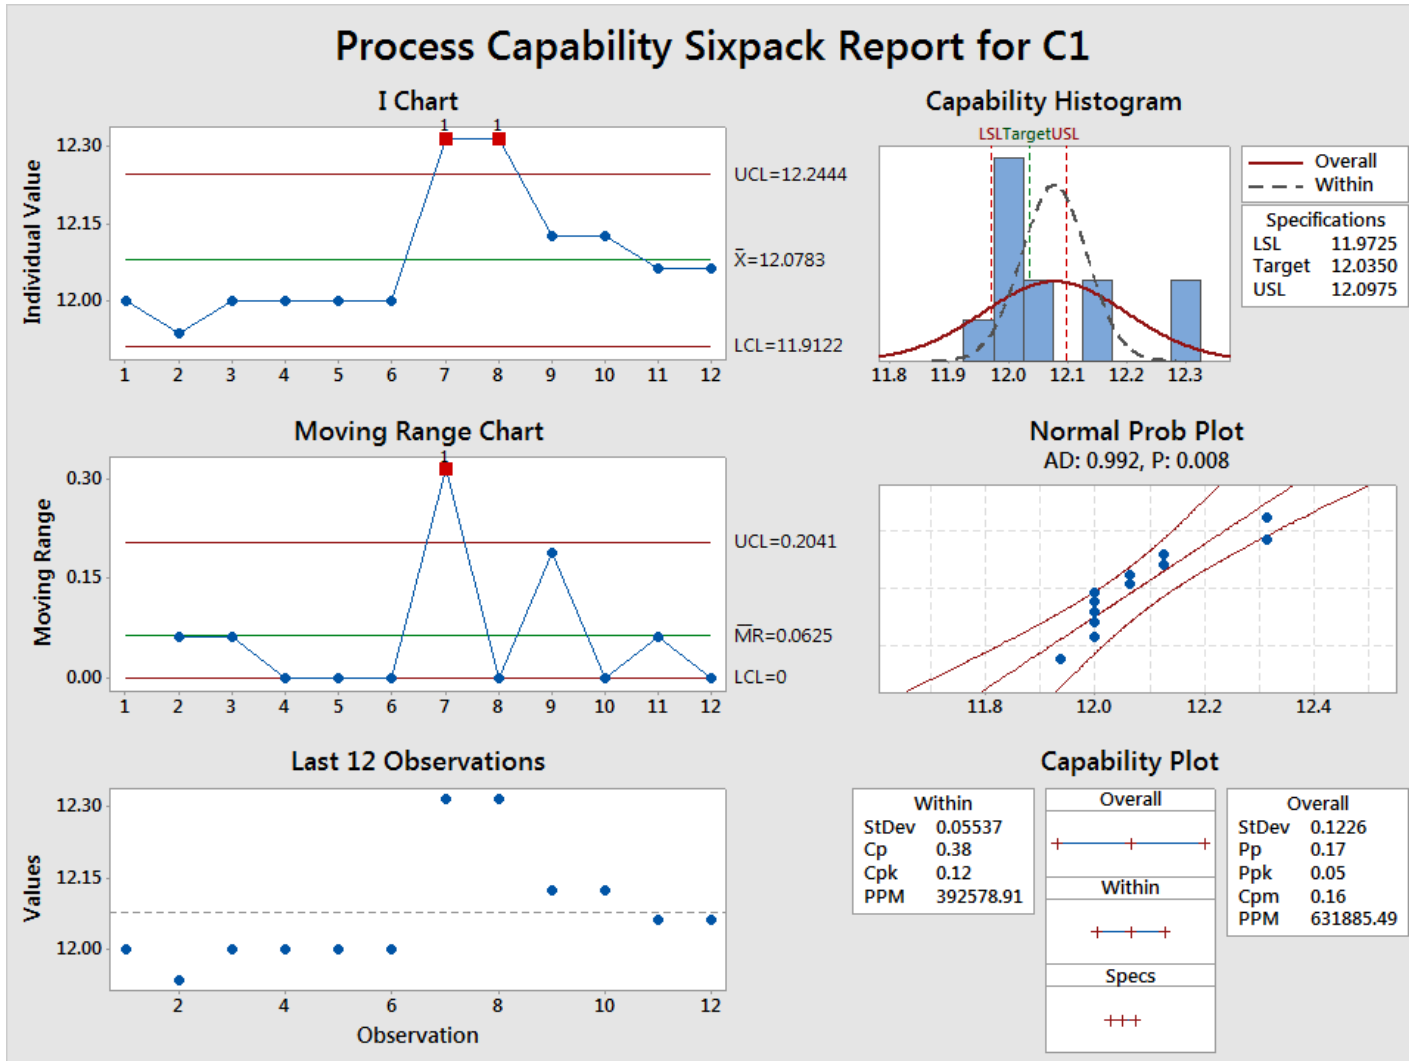 Process Capability Sixpack Report for C1
I Chart
Individual Value
12.30
12.15
12.00
1 1
UCL=12.2444
X̄=12.0783
LCL=11.9122
1 2 3 4 5 6 7 8 9 10 11 12
Capability Histogram
LSL Target USL
11.8 11.9 12.0 12.1 12.2 12.3
Overall
Within
Specifications
LSL 11.9725
Target 12.0350
USL 12.0975
Moving Range Chart
Moving Range
0.30
0.15
0.00
1
UCL=0.2041
M̅R̅=0.0625
LCL=0
1 2 3 4 5 6 7 8 9 10 11 12
Normal Prob Plot
AD: 0.992, P: 0.008
11.8 12.0 12.2 12.4
Last 12 Observations
Values
12.30
12.15
12.00
2 4 6 8 10 12
Observation
Capability Plot
Within
StDev 0.05537
Cp 0.38
Cpk 0.12
PPM 392578.91
Overall
Within
Specs
Overall
StDev 0.1226
Pp 0.17
Ppk 0.05
Cpm 0.16
PPM 631885.49